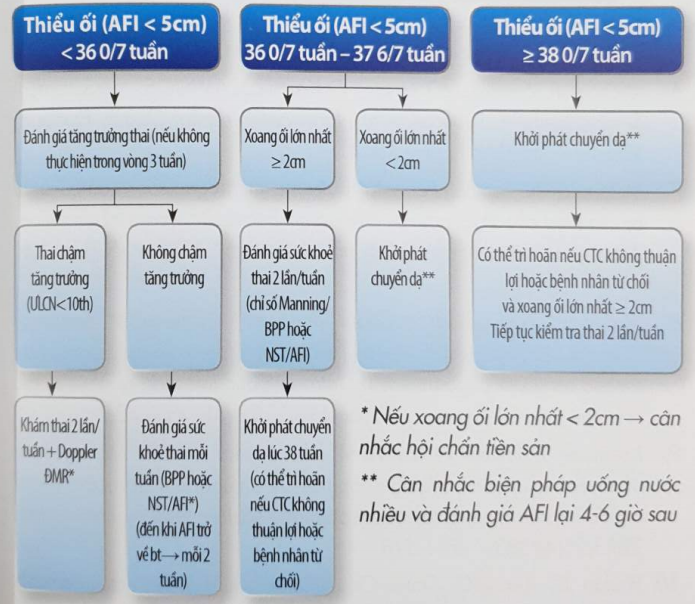 Thiểu ối (AFI < 5cm)
< 36 0/7 tuần
Thiểu ối (AFI < 5cm)
36 0/7 tuần – 37 6/7 tuần
Thiểu ối (AFI < 5cm)
≥ 38 0/7 tuần
Đánh giá tăng trưởng thai (nếu không
thực hiện trong vòng 3 tuần)
Xoang ối lớn nhất
≥ 2cm
Xoang ối lớn nhất
< 2cm
Khởi phát chuyển dạ**
Thai chậm
tăng trưởng
(ULCN<10th)
Không chậm
tăng trưởng
Đánh giá sức khoẻ
thai 2 lần/tuần
(chỉ số Manning/
BPP hoặc
NST/AFI)
Khởi phát
chuyển dạ**
Có thể trì hoãn nếu CTC không thuận
lợi hoặc bệnh nhân từ chối
và xoang ối lớn nhất ≥ 2cm
Tiếp tục kiểm tra thai 2 lần/tuần
Khám thai 2 lần/
tuần + Doppler
ĐMR*
Đánh giá sức
khoẻ thai mỗi
tuần (BPP hoặc
NST/AFI*)
(đến khi AFI trở
về bt → mỗi 2
tuần)
Khởi phát chuyển
dạ lúc 38 tuần
(có thể trì hoãn
nếu CTC không
thuận lợi hoặc
bệnh nhân từ
chối)
* Nếu xoang ối lớn nhất < 2cm → cân
nhắc hội chẩn tiền sản
** Cân nhắc biện pháp uống nước
nhiều và đánh giá AFI lại 4-6 giờ sau